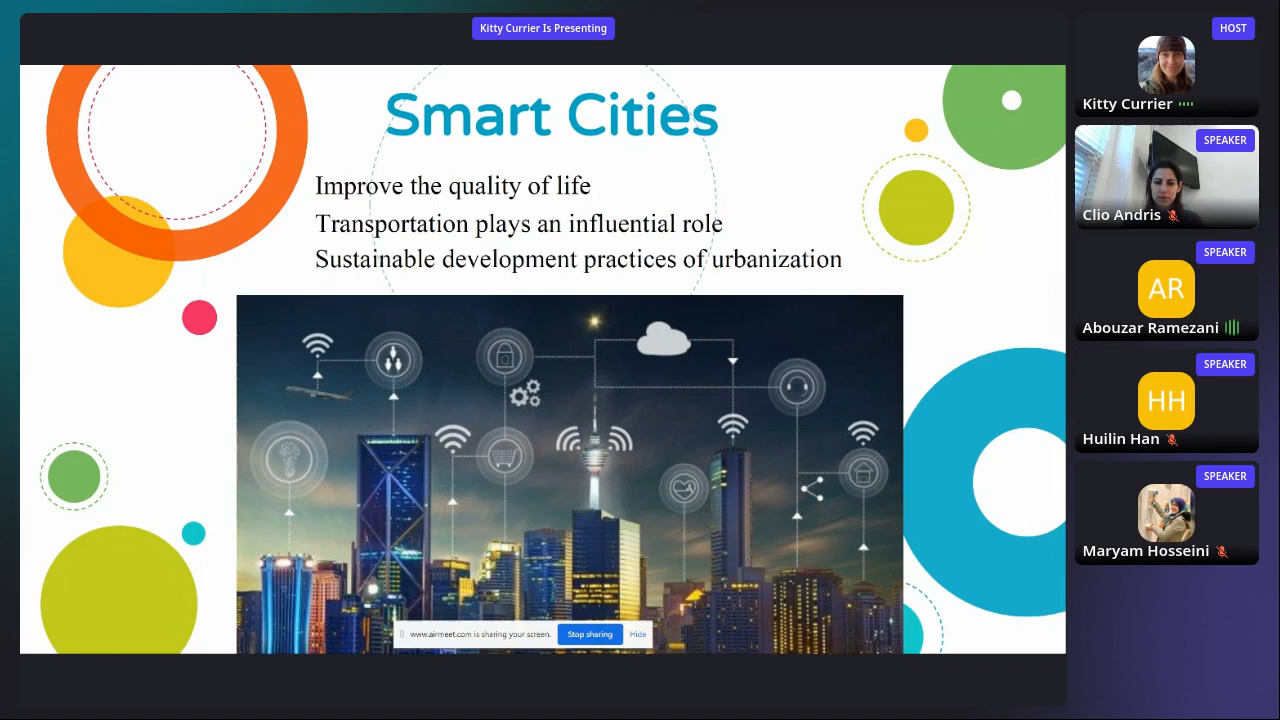 Kitty Currier Is Presenting
Smart Cities
Improve the quality of life
Transportation plays an influential role
Sustainable development practices of urbanization
www.airmeet.com is sharing your screen.
Stop sharing
Hide
HOST
Kitty Currier
SPEAKER
Clio Andris
SPEAKER
AR
Abouzar Ramezani
SPEAKER
HH
Huilin Han
SPEAKER
Maryam Hosseini